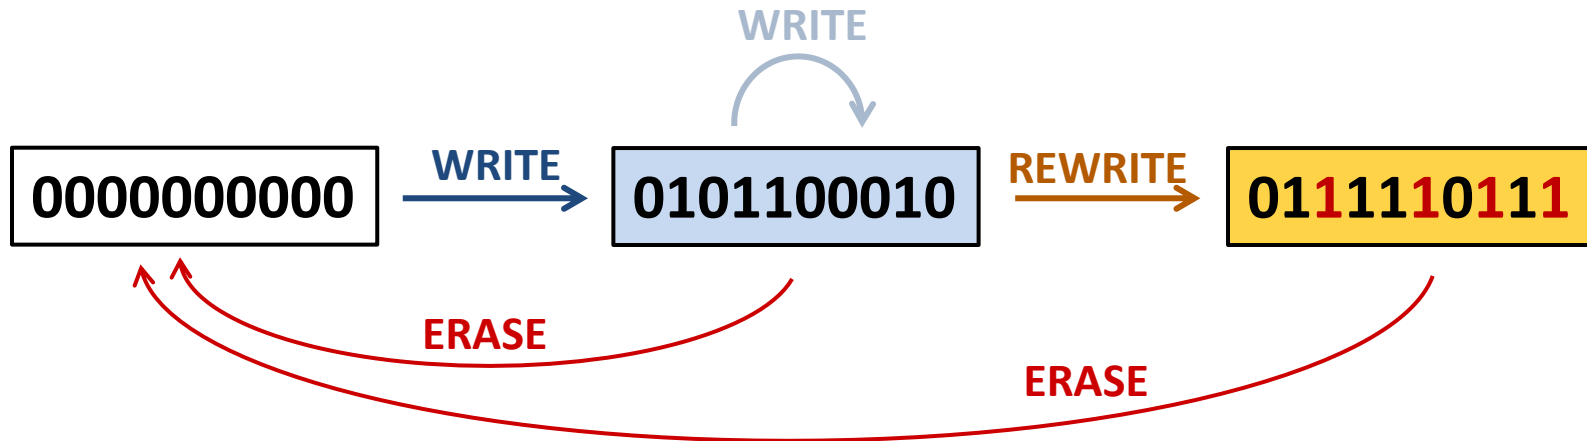 WRITE
0000000000
WRITE
0101100010
REWRITE
0111110111
ERASE
ERASE